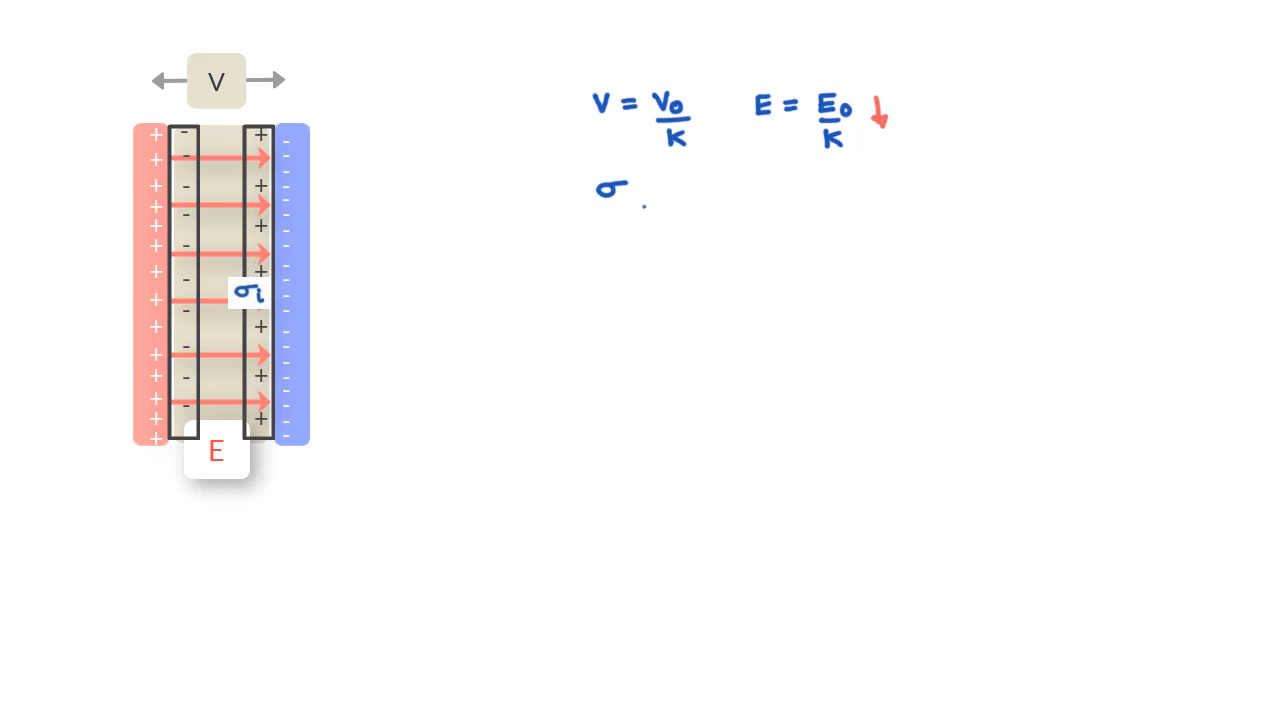 V
V = V₀/K E = E₀/K ↓
σ .
σᵢ
E